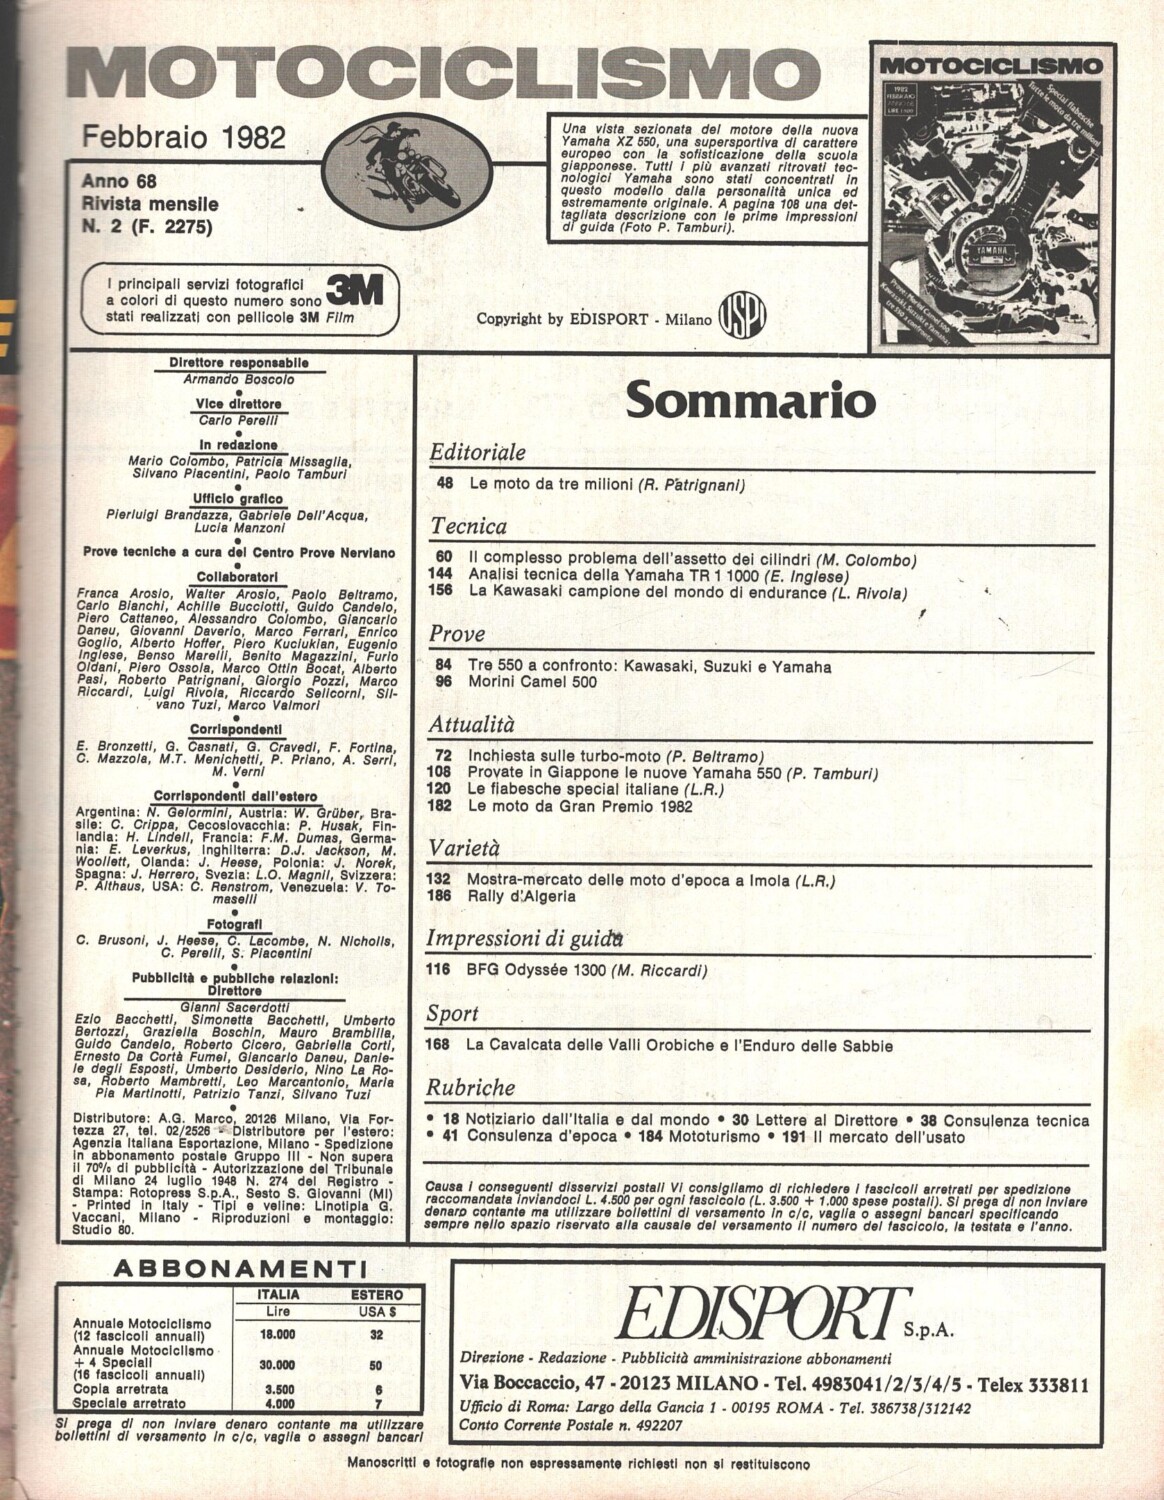 MOTOCICLISMO
Febbraio 1982
Anno 68
Rivista mensile
N. 2 (F. 2275)
Una vista sezionata del motore della nuova
Yamaha XZ 550, una supersportiva di carattere
europeo con la sofisticazione della scuola
giapponese. Tutti i più avanzati ritrovati tec-
nologici Yamaha sono stati concentrati in
questo modello dalla personalità unica ed
estremamente originale. A pagina 108 una det-
tagliata descrizione con le prime impressioni
di guida (Foto P. Tamburi).
MOTOCICLISMO
1982
FEBBRAIO
ANNO 68
Special fiabesche
Tutte le moto da tre milioni
YAMAHA
Prove: Morini Camel 500
Kawasaki, Suzuki e Yamaha:
tre 550 a confronto
I principali servizi fotografici
a colori di questo numero sono
stati realizzati con pellicole 3M Film
3M
Copyright by EDISPORT - Milano
USPI
Direttore responsabile
Armando Boscolo
Vice direttore
Carlo Perelli
In redazione
Mario Colombo, Patricia Missaglia,
Silvano Piacentini, Paolo Tamburi
Ufficio grafico
Pierluigi Brandazza, Gabriele Dell'Acqua,
Lucia Manzoni
Prove tecniche a cura del Centro Prove Nerviano
Collaboratori
Franca Arosio, Walter Arosio, Paolo Beltramo,
Carlo Bianchi, Achille Bucciotti, Guido Candelo,
Piero Cattaneo, Alessandro Colombo, Giancarlo
Daneu, Giovanni Daverio, Marco Ferrari, Enrico
Goglio, Alberto Hoffer, Piero Kuciukian, Eugenio
Inglese, Benso Marelli, Benito Magazzini, Furio
Oldani, Piero Ossola, Marco Ottin Bocat, Alberto
Pasi, Roberto Patrignani, Giorgio Pozzi, Marco
Riccardi, Luigi Rivola, Riccardo Selicorni, Sil-
vano Tuzi, Marco Valmori
Corrispondenti
E. Bronzetti, G. Casnati, G. Cravedi, F. Fortina,
C. Mazzola, M.T. Menichetti, P. Priano, A. Serri,
M. Verni
Corrispondenti dall'estero
Argentina: N. Gelormini, Austria: W. Grüber, Bra-
sile: C. Crippa, Cecoslovacchia: P. Husak, Fin-
landia: H. Lindell, Francia: F.M. Dumas, Germa-
nia: E. Leverkus, Inghilterra: D.J. Jackson, M.
Woollett, Olanda: J. Heese, Polonia: J. Norek,
Spagna: J. Herrero, Svezia: L.O. Magnil, Svizzera:
P. Althaus, USA: C. Renstrom, Venezuela: V. To-
maselli
Fotografi
C. Brusoni, J. Heese, C. Lacombe, N. Nicholls,
C. Perelli, S. Piacentini
Pubblicità e pubbliche relazioni:
Direttore
Gianni Sacerdotti
Ezio Bacchetti, Simonetta Bacchetti, Umberto
Bertozzi, Graziella Boschin, Mauro Brambilla,
Guido Candelo, Roberto Cicero, Gabriella Corti,
Ernesto Da Cortà Fumei, Giancarlo Daneu, Danie-
le degli Esposti, Umberto Desiderio, Nino La Ro-
sa, Roberto Mambretti, Leo Marcantonio, Maria
Pia Martinotti, Patrizio Tanzi, Silvano Tuzi
Distributore: A.G. Marco, 20126 Milano, Via For-
tezza 27, tel. 02/2526 - Distributore per l'estero:
Agenzia Italiana Esportazione, Milano - Spedizione
in abbonamento postale Gruppo III - Non supera
il 70% di pubblicità - Autorizzazione del Tribunale
di Milano 24 luglio 1948 N. 274 del Registro -
Stampa: Rotopress S.p.A., Sesto S. Giovanni (MI)
- Printed in Italy - Tipi e veline: Linotipia G.
Vaccani, Milano - Riproduzioni e montaggio:
Studio 80.
Sommario
Editoriale
48 Le moto da tre milioni (R. Patrignani)
Tecnica
60 Il complesso problema dell'assetto dei cilindri (M. Colombo)
144 Analisi tecnica della Yamaha TR 1 1000 (E. Inglese)
156 La Kawasaki campione del mondo di endurance (L. Rivola)
Prove
84 Tre 550 a confronto: Kawasaki, Suzuki e Yamaha
96 Morini Camel 500
Attualità
72 Inchiesta sulle turbo-moto (P. Beltramo)
108 Provate in Giappone le nuove Yamaha 550 (P. Tamburi)
120 Le fiabesche special italiane (L.R.)
182 Le moto da Gran Premio 1982
Varietà
132 Mostra-mercato delle moto d'epoca a Imola (L.R.)
186 Rally d'Algeria
Impressioni di guida
116 BFG Odyssée 1300 (M. Riccardi)
Sport
168 La Cavalcata delle Valli Orobiche e l'Enduro delle Sabbie
Rubriche
• 18 Notiziario dall'Italia e dal mondo • 30 Lettere al Direttore • 38 Consulenza tecnica
• 41 Consulenza d'epoca • 184 Mototurismo • 191 Il mercato dell'usato
Causa i conseguenti disservizi postali Vi consigliamo di richiedere i fascicoli arretrati per spedizione
raccomandata inviandoci L. 4.500 per ogni fascicolo (L. 3.500 + 1.000 spese postali). Si prega di non inviare
denaro contante ma utilizzare bollettini di versamento in c/c, vaglia o assegni bancari specificando
sempre nello spazio riservato alla causale del versamento il numero del fascicolo, la testata e l'anno.
ABBONAMENTI
ITALIA ESTERO
Lire USA $
Annuale Motociclismo
(12 fascicoli annuali) 18.000 32
Annuale Motociclismo
+ 4 Speciali
(16 fascicoli annuali) 30.000 50
Copia arretrata 3.500 6
Speciale arretrato 4.000 7
Si prega di non inviare denaro contante ma utilizzare
bollettini di versamento in c/c, vaglia o assegni bancari
EDISPORT S.p.A.
Direzione - Redazione - Pubblicità amministrazione abbonamenti
Via Boccaccio, 47 - 20123 MILANO - Tel. 4983041/2/3/4/5 - Telex 333811
Ufficio di Roma: Largo della Gancia 1 - 00195 ROMA - Tel. 386738/312142
Conto Corrente Postale n. 492207
Manoscritti e fotografie non espressamente richiesti non si restituiscono